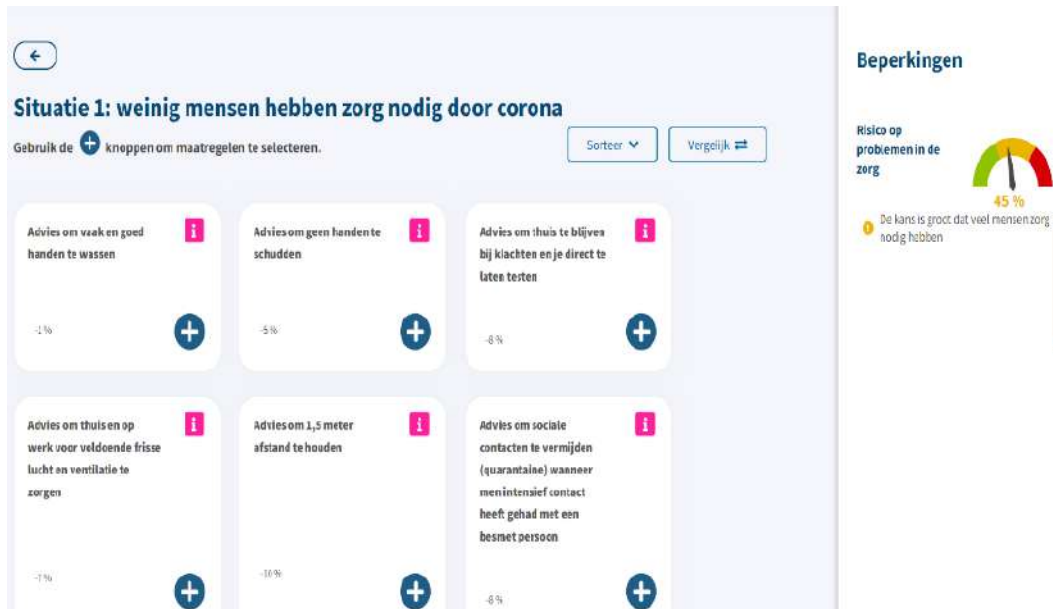 Situatie 1: weinig mensen hebben zorg nodig door corona
Gebruik de + knoppen om maatregelen te selecteren.
Sorteer
Vergelijk
Advies om vaak en goed
handen te wassen
Advies om geen handen te
schudden
Advies om thuis te blijven
bij klachten en je direct te
laten testen
-1 %
-5 %
-8 %
Advies om thuis en op
werk voor voldoende frisse
lucht en ventilatie te
zorgen
Advies om 1,5 meter
afstand te houden
Advies om sociale
contacten te vermijden
(quarantaine) wanneer
men intensief contact
heeft gehad met een
besmet persoon
-8 %
Beperkingen
Risico op
problemen in de
zorg
45 %
De kans is groot dat veel mensen zorg
nodig hebben